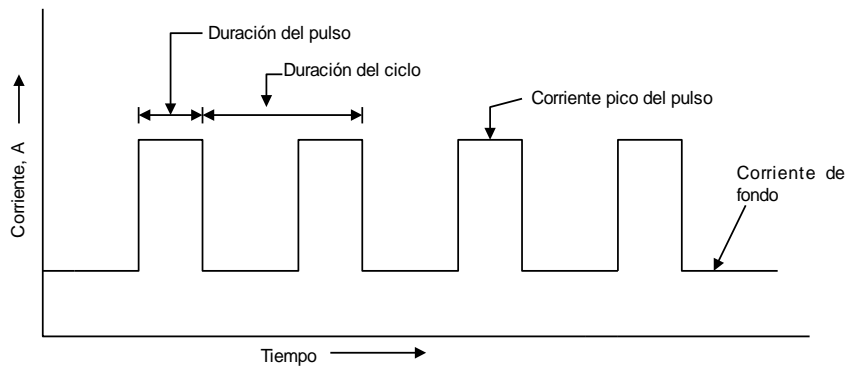 Duración del pulso
Duración del ciclo
Corriente pico del pulso
Corriente de
fondo
Corriente, A
Tiempo